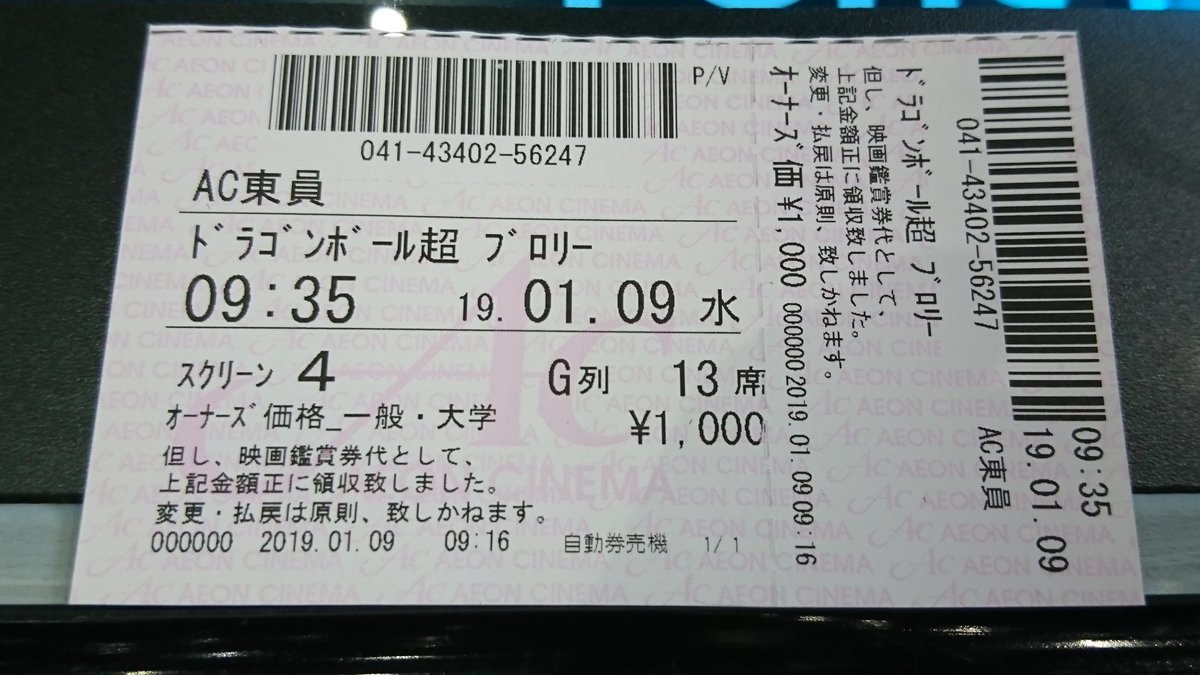 P/V
041-43402-56247
AC東員
ドラゴンボール超 ブロリー
09:35 19.01.09 水
スクリーン 4 G列 13席
オーナーズ価格_一般・大学 ¥1,000
但し、映画鑑賞券代として、
上記金額正に領収致しました。
変更・払戻は原則、致しかねます。
000000 2019.01.09 09:16 自動券売機 1/1
ドラゴンボール超 ブロリー
但し、映画鑑賞券代として、
上記金額正に領収致しました。
変更・払戻は原則、致しかねます。
オーナーズ価 ¥1,000 000000 2019.01.09 09:16
041-43402-56247
09:35
19.01.09
AC東員
AC AEON CINEMA